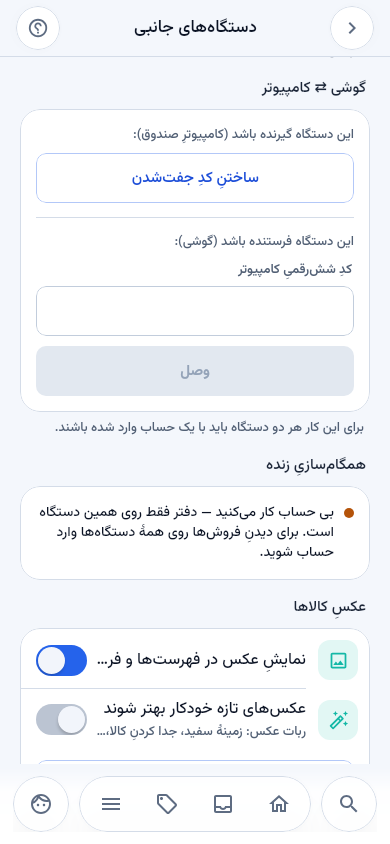 دستگاه‌های جانبی
گوشی ⇄ کامپیوتر
این دستگاه گیرنده باشد (کامپیوترِ صندوق):
ساختنِ کدِ جفت‌شدن
این دستگاه فرستنده باشد (گوشی):
کدِ شش‌رقمیِ کامپیوتر
وصل
برای این کار هر دو دستگاه باید با یک حساب وارد شده باشند.
همگام‌سازیِ زنده
بی حساب کار می‌کنید — دفتر فقط روی همین دستگاه
است. برای دیدنِ فروش‌ها روی همهٔ دستگاه‌ها وارد
حساب شوید.
عکسِ کالاها
نمایشِ عکس در فهرست‌ها و فر...
عکس‌های تازه خودکار بهتر شوند
ربات عکس: زمینهٔ سفید، جدا کردنِ کالا،...